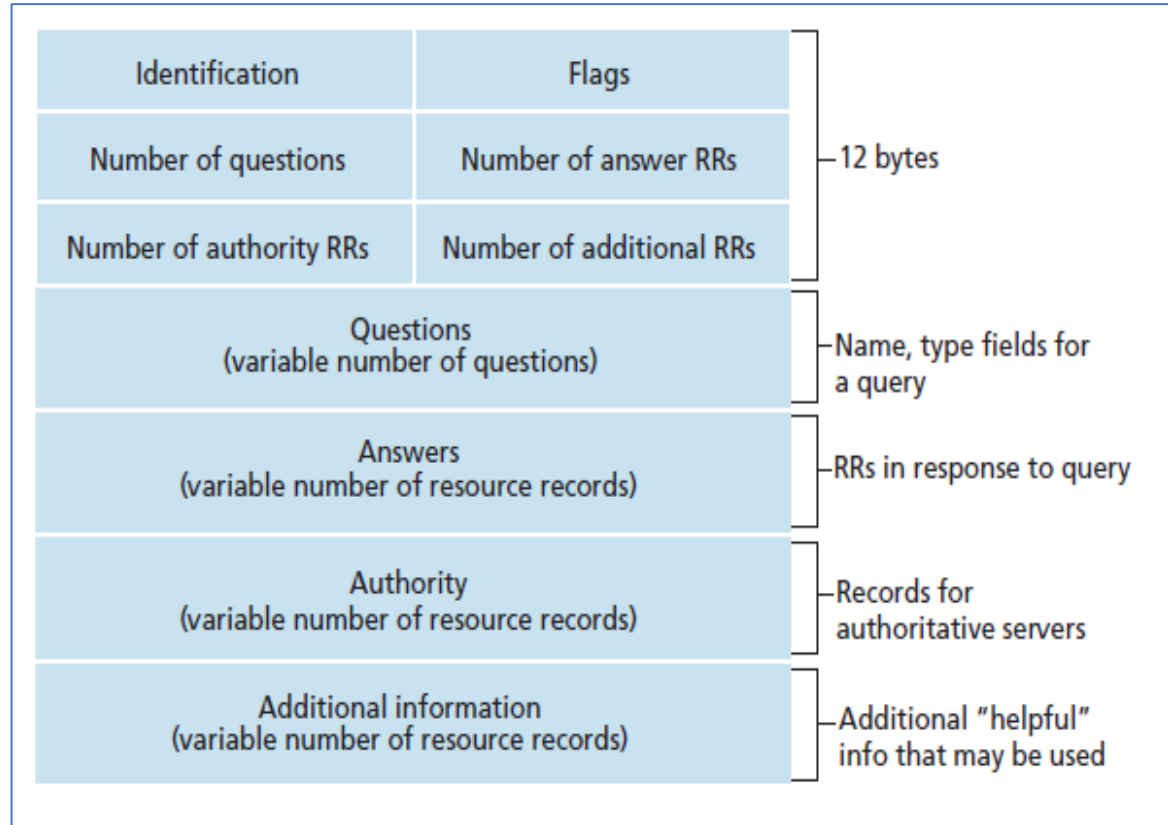 Identification
Flags
Number of questions
Number of answer RRs
12 bytes
Number of authority RRs
Number of additional RRs
Questions
(variable number of questions)
Name, type fields for
a query
Answers
(variable number of resource records)
RRs in response to query
Authority
(variable number of resource records)
Records for
authoritative servers
Additional information
(variable number of resource records)
Additional “helpful”
info that may be used